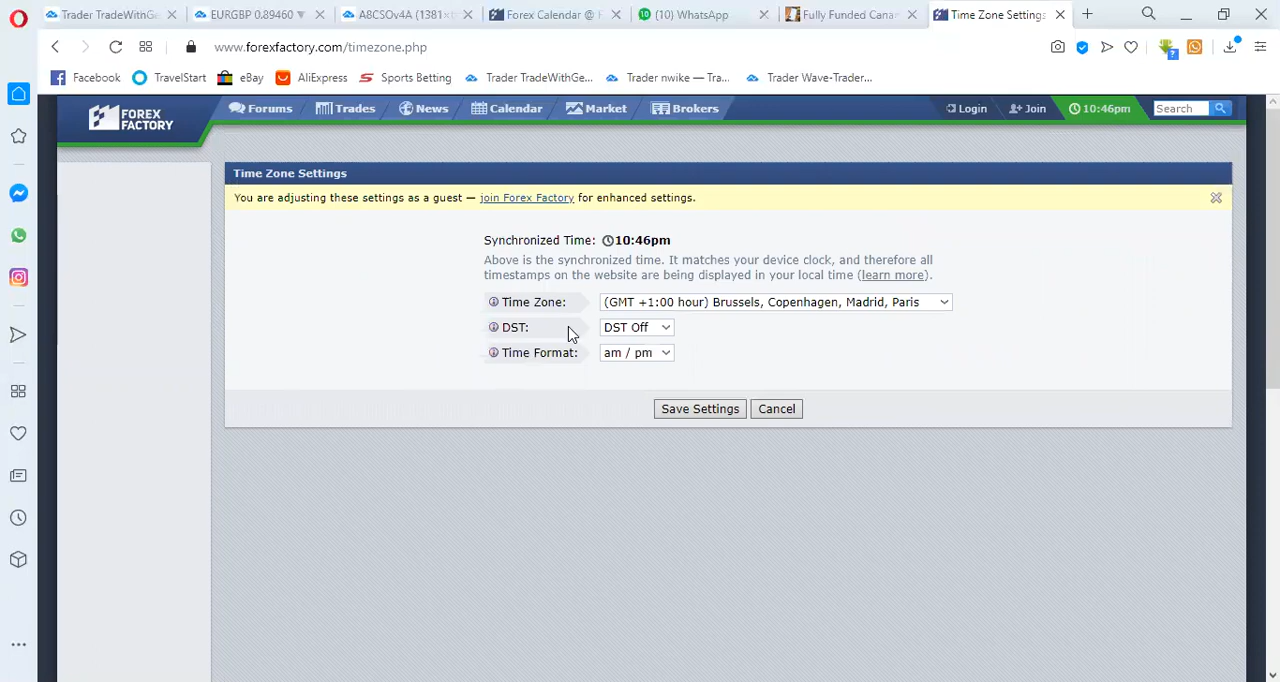 Trader TradeWithGe
EURGBP 0.89460 ▼
A8CSOv4A (1381×
Forex Calendar @ F
(10) WhatsApp
Fully Funded Canar
Time Zone Settings
www.forexfactory.com/timezone.php
Facebook
TravelStart
eBay
AliExpress
Sports Betting
Trader TradeWithGe...
Trader nwike — Tra...
Trader Wave-Trader...
FOREX
FACTORY
Forums
Trades
News
Calendar
Market
Brokers
Login
Join
10:46pm
Search
Time Zone Settings
You are adjusting these settings as a guest — join Forex Factory for enhanced settings.
Synchronized Time: 10:46pm
Above is the synchronized time. It matches your device clock, and therefore all
timestamps on the website are being displayed in your local time (learn more).
Time Zone: (GMT +1:00 hour) Brussels, Copenhagen, Madrid, Paris
DST: DST Off
Time Format: am / pm
Save Settings
Cancel